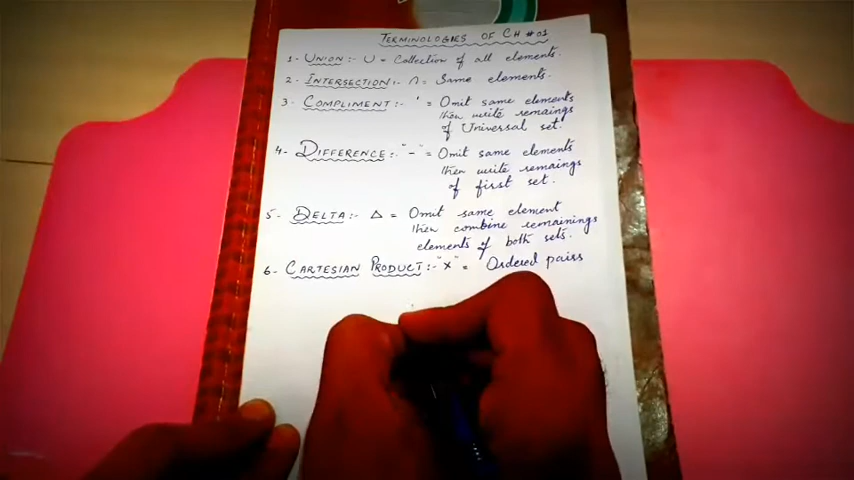 TERMINOLOGIES OF CH #01
1- UNION :- ∪ = Collection of all elements.
2- INTERSECTION :- ∩ = Same elements.
3- COMPLIMENT :- ' = Omit same elements
then write remaings
of Universal set.
4- DIFFERENCE :- "-" = Omit same elements
then write remaings
of first set.
5- DELTA :- Δ = Omit same element
then combine remainings
elements of both sets.
6- CARTESIAN PRODUCT :- "×" = Ordered pairs